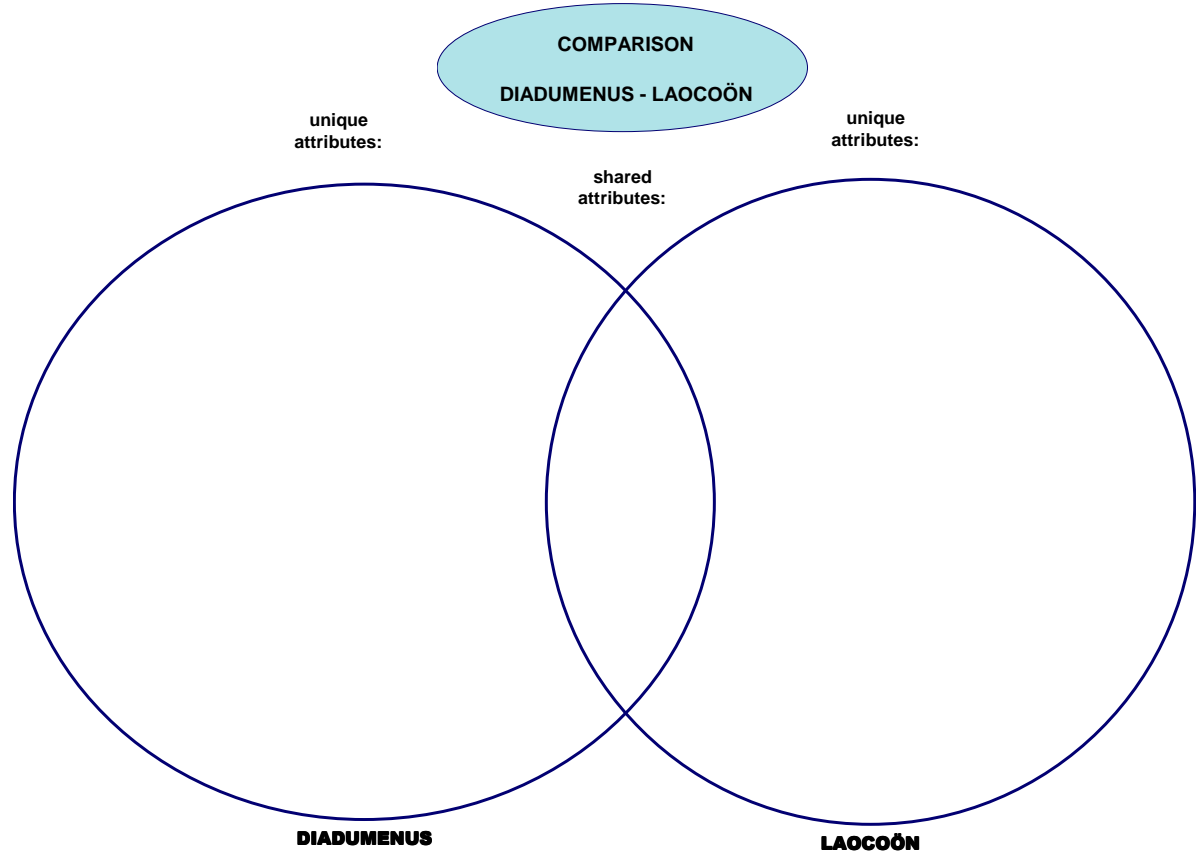 COMPARISON
DIADUMENUS - LAOCOÖN
unique
attributes:
unique
attributes:
shared
attributes:
DIADUMENUS
LAOCOÖN